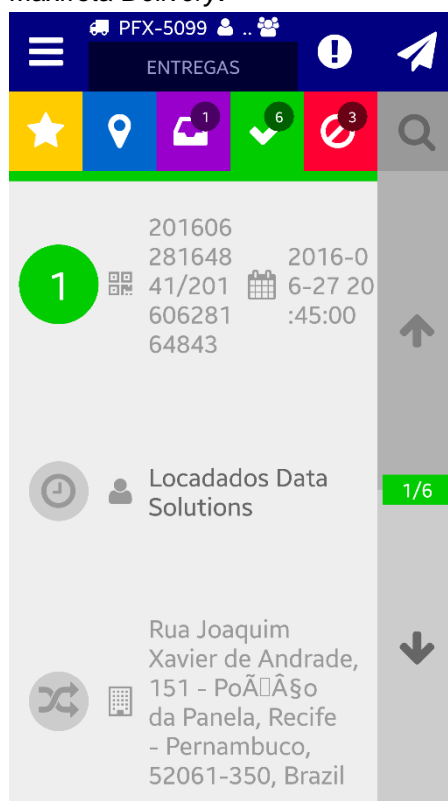 Maxifrota Delivery.
PFX-5099 ..
ENTREGAS
1
6
3
1
201606
281648
41/201
606281
64843
2016-0
6-27 20
:45:00
Locadados Data
Solutions
1/6
Rua Joaquim
Xavier de Andrade,
151 - PoÃ▯Â§o
da Panela, Recife
- Pernambuco,
52061-350, Brazil